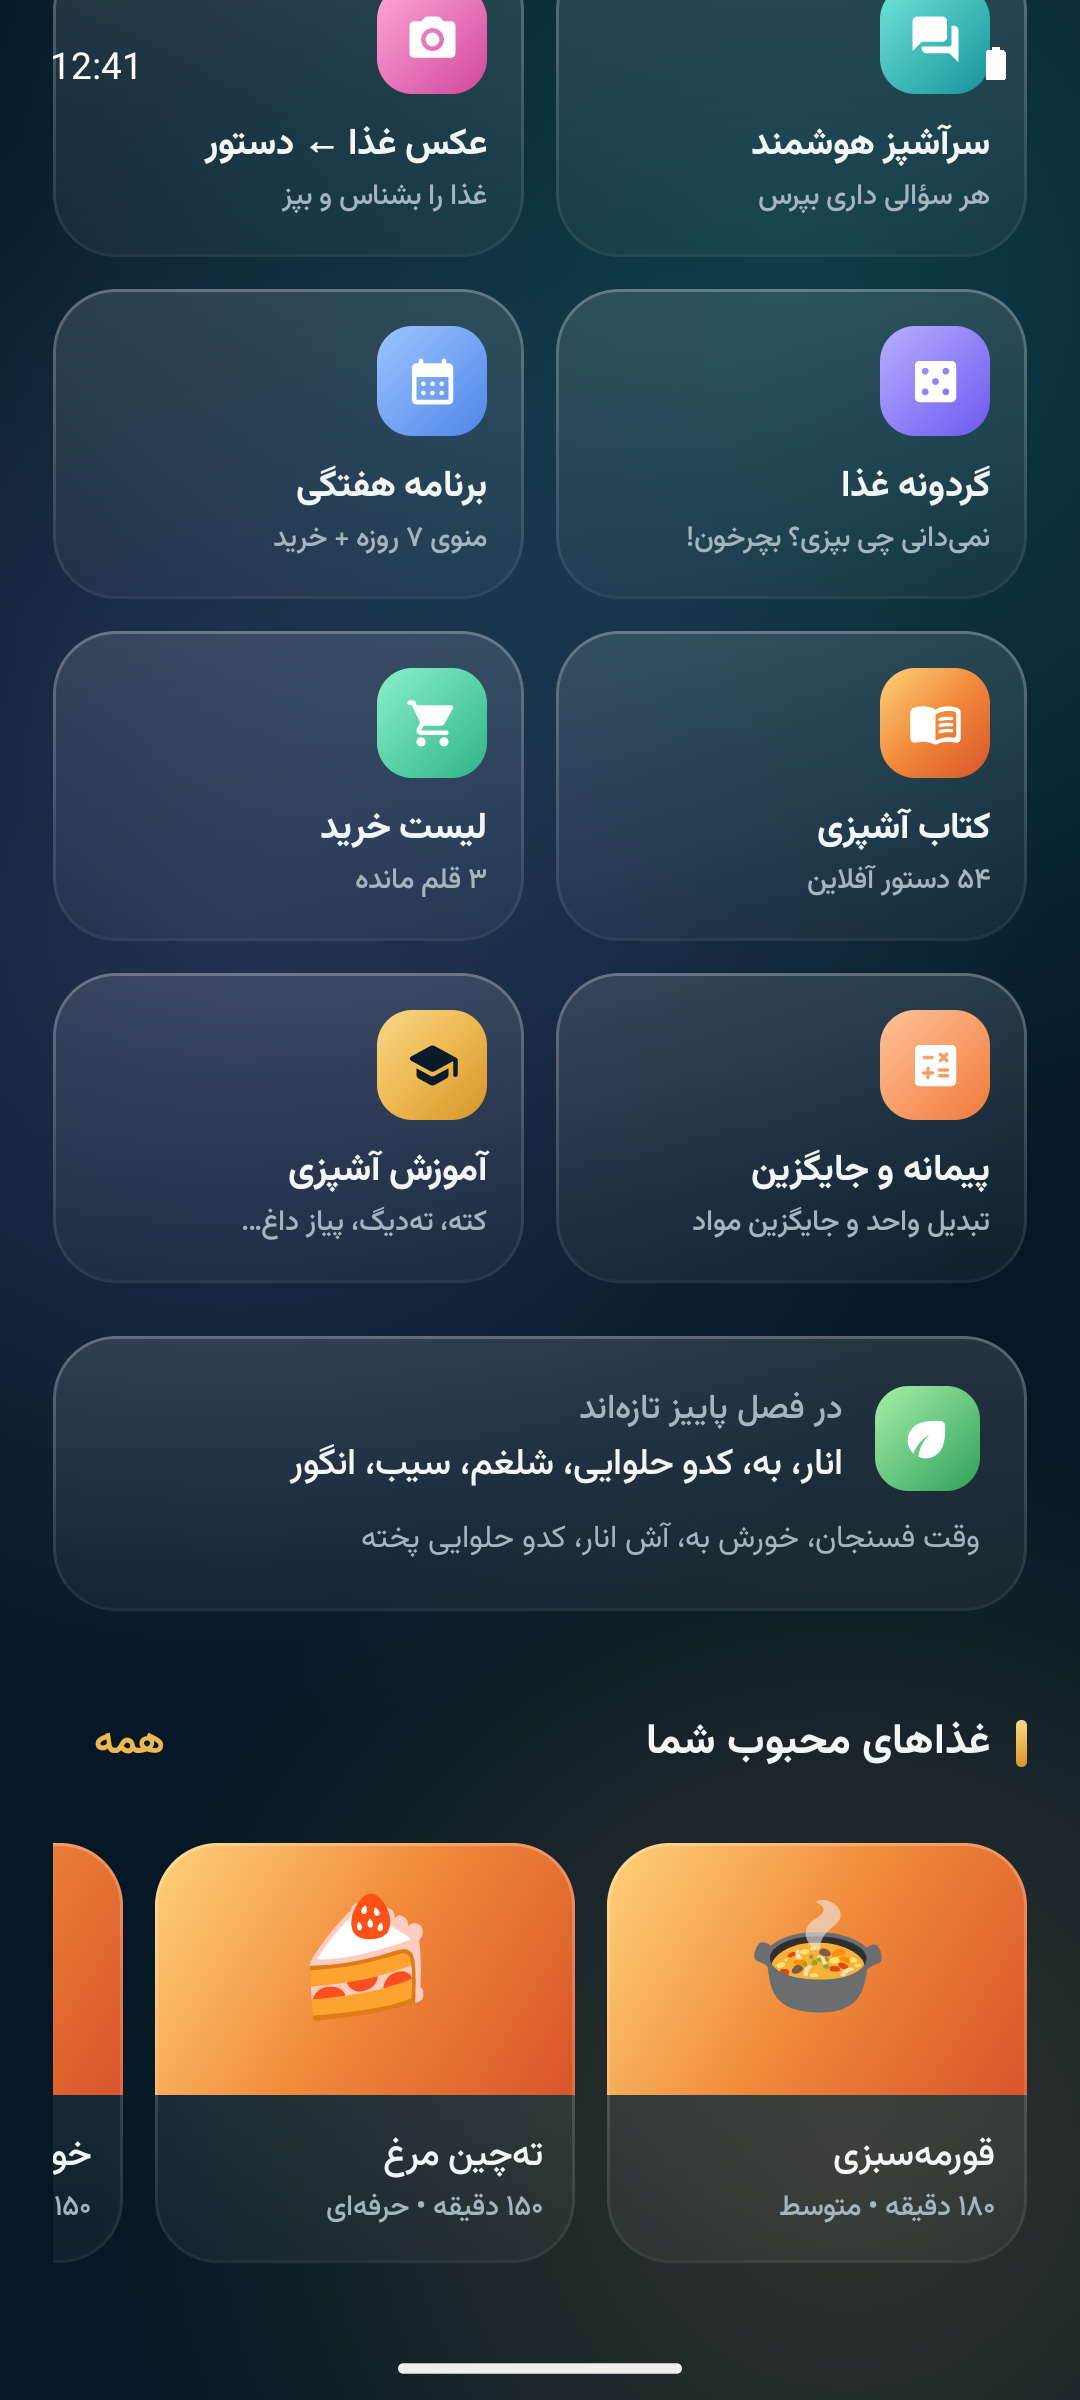 12:41
سرآشپز هوشمند
هر سؤالی داری بپرس
عکس غذا ← دستور
غذا را بشناس و بپز
گردونه غذا
نمی‌دانی چی بپزی؟ بچرخون!
برنامه هفتگی
منوی ۷ روزه + خرید
کتاب آشپزی
۵۴ دستور آفلاین
لیست خرید
۳ قلم مانده
پیمانه و جایگزین
تبدیل واحد و جایگزین مواد
آموزش آشپزی
کته، ته‌دیگ، پیاز داغ...
در فصل پاییز تازه‌اند
انار، به، کدو حلوایی، شلغم، سیب، انگور
وقت فسنجان، خورش به، آش انار، کدو حلوایی پخته
غذاهای محبوب شما
همه
قورمه‌سبزی
۱۸۰ دقیقه • متوسط
ته‌چین مرغ
۱۵۰ دقیقه • حرفه‌ای
خو
۱۵۰